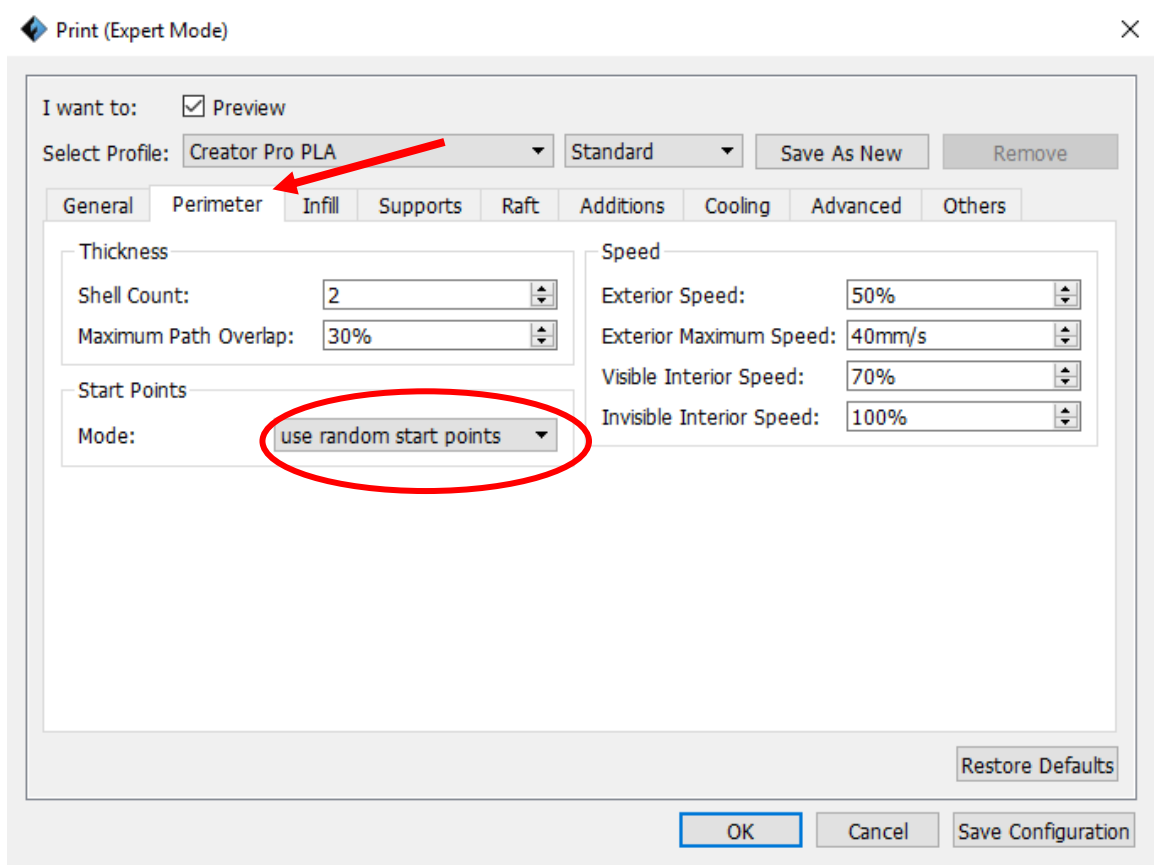 Print (Expert Mode)
I want to: Preview
Select Profile: Creator Pro PLA Standard Save As New Remove
General Perimeter Infill Supports Raft Additions Cooling Advanced Others
Thickness
Shell Count: 2
Maximum Path Overlap: 30%
Start Points
Mode: use random start points
Speed
Exterior Speed: 50%
Exterior Maximum Speed: 40mm/s
Visible Interior Speed: 70%
Invisible Interior Speed: 100%
Restore Defaults
OK Cancel Save Configuration